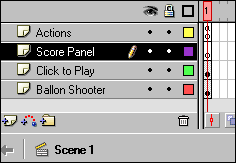 1
Actions
Score Panel
Click to Play
Ballon Shooter
Scene 1